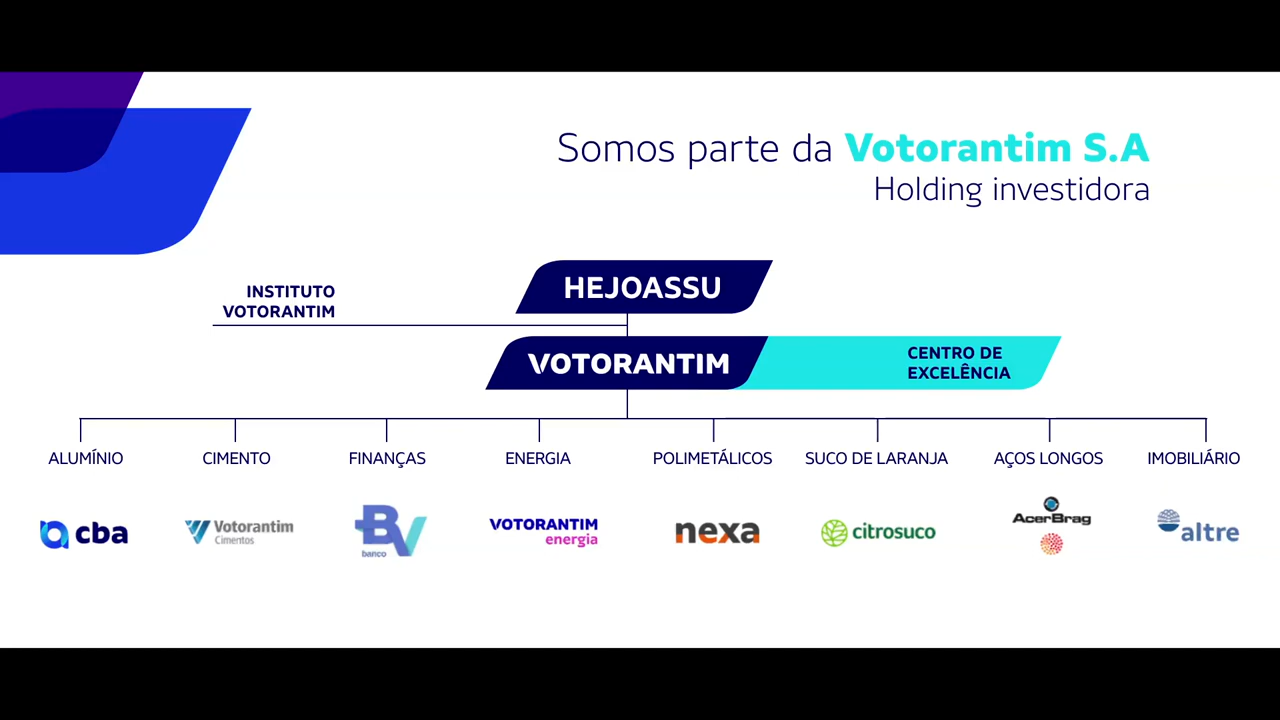 Somos parte da Votorantim S.A
Holding investidora
HEJOASSU
INSTITUTO
VOTORANTIM
VOTORANTIM
CENTRO DE
EXCELÊNCIA
ALUMÍNIO
CIMENTO
FINANÇAS
ENERGIA
POLIMETÁLICOS
SUCO DE LARANJA
AÇOS LONGOS
IMOBILIÁRIO
cba
Votorantim
Cimentos
BV
banco
VOTORANTIM
energia
nexa
citrosuco
AcerBrag
altre